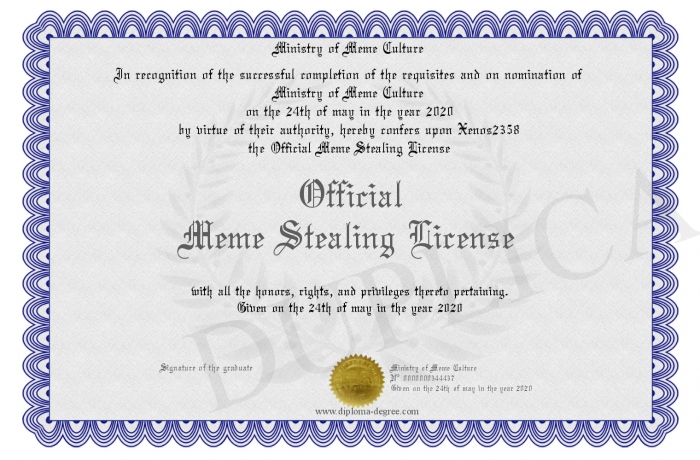 Ministry of Meme Culture
In recognition of the successful completion of the requisites and on nomination of
Ministry of Meme Culture
on the 24th of may in the year 2020
by virtue of their authority, hereby confers upon Xenos2358
the Official Meme Stealing License
Official
Meme Stealing License
with all the honors, rights, and privileges thereto pertaining.
Given on the 24th of may in the year 2020
DUPLICA
Signature of the graduate
Ministry of Meme Culture
Given on the 24th of may in the year 2020
www.diploma-degree.com